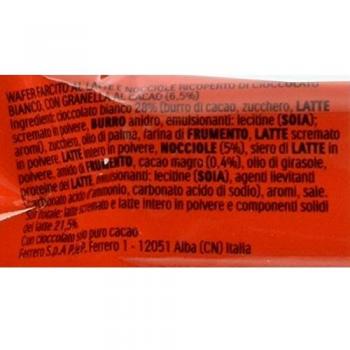 WAFER FARCITO AL LATTE E NOCCIOLE RICOPERTO DI CIOCCOLATO
BIANCO, CON GRANELLA AL CACAO (6,5%)
Ingredienti: cioccolato bianco 28% (burro di cacao, zucchero, LATTE
scremato in polvere, BURRO anidro, emulsionanti: lecitine (SOIA);
aromi), zucchero, olio di palma, farina di FRUMENTO, LATTE scremato
in polvere, LATTE intero in polvere, NOCCIOLE (5%), siero di LATTE in
polvere, amido di FRUMENTO, cacao magro (0,4%), olio di girasole,
proteine del LATTE, emulsionanti: lecitine (SOIA), agenti lievitanti
(carbonato acido d'ammonio, carbonato acido di sodio), aromi, sale.
Sul totale: latte scremato e latte intero in polvere e componenti solidi
del latte 21,5%
Con cioccolato solo puro cacao
Ferrero S.p.A P.le P. Ferrero 1 - 12051 Alba (CN) Italia